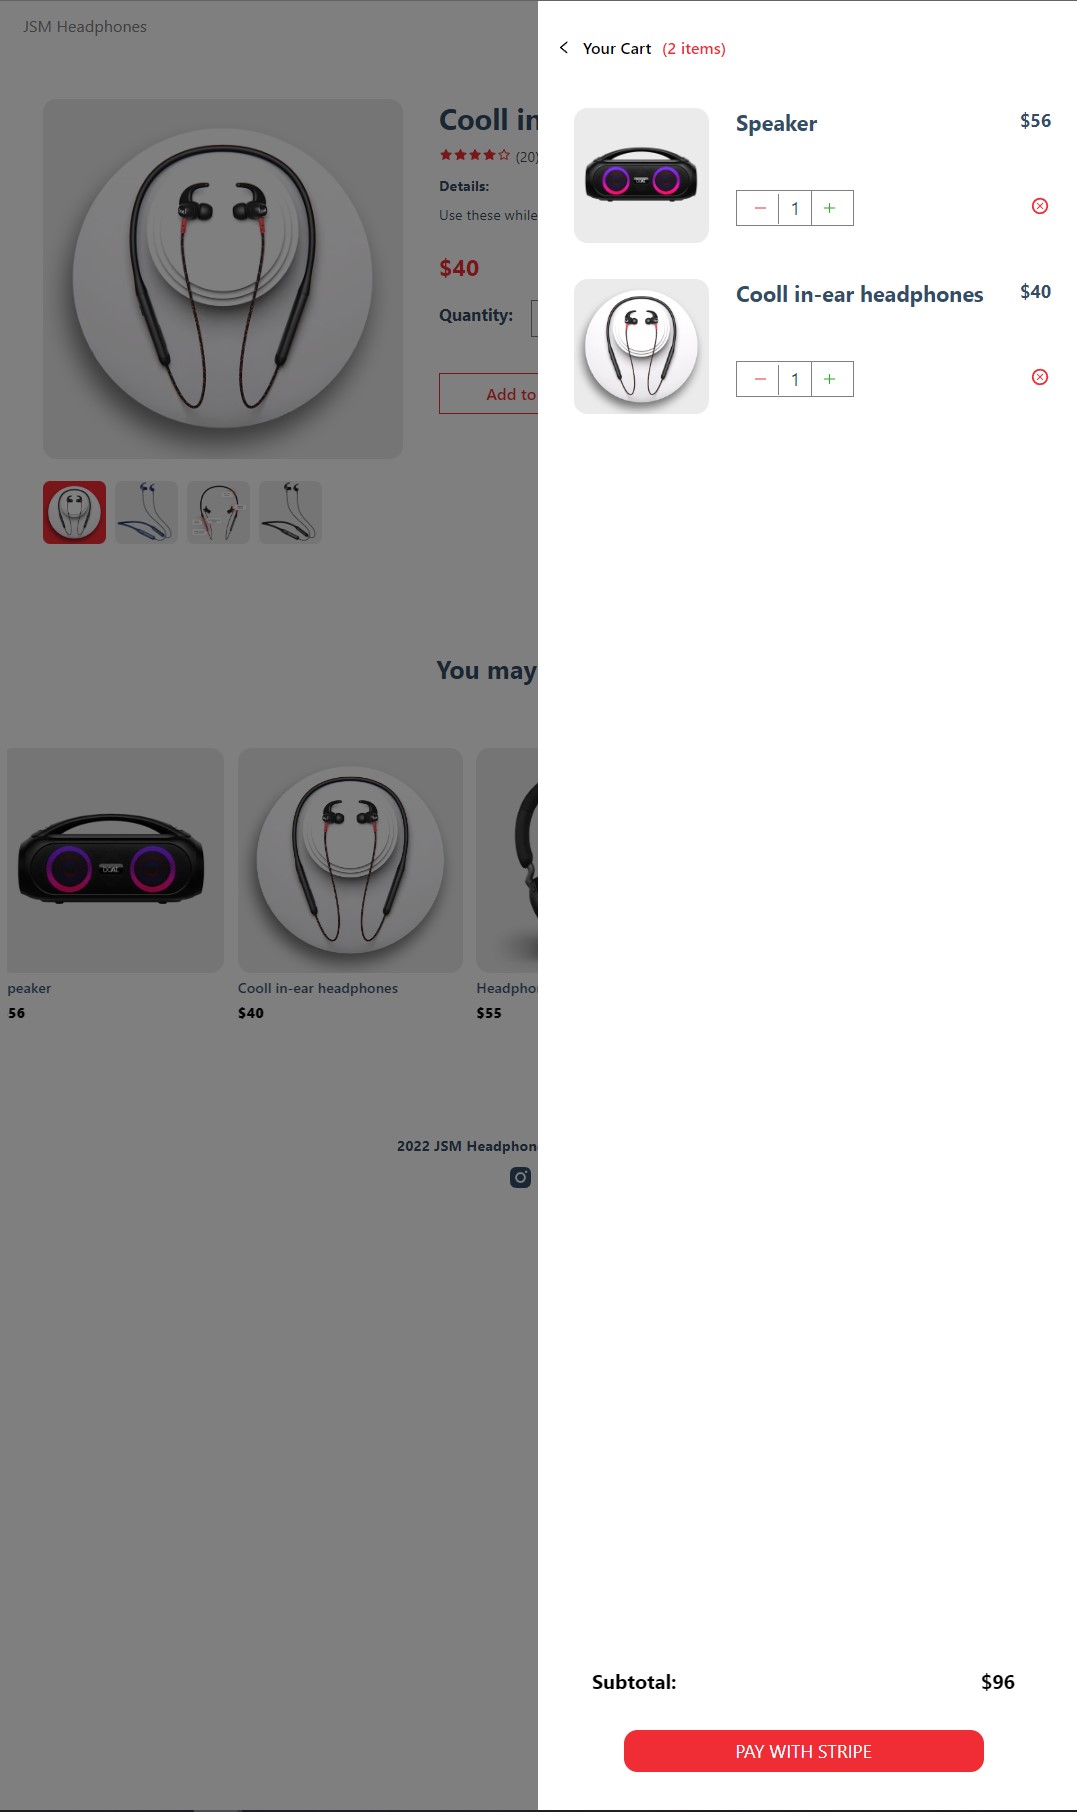 JSM Headphones
Cooll in
(20)
Details:
Use these while
$40
Quantity:
Add to
You may
peaker
56
Cooll in-ear headphones
$40
Headpho
$55
2022 JSM Headphon
Your Cart (2 items)
Speaker $56
1
Cooll in-ear headphones $40
1
Subtotal: $96
PAY WITH STRIPE